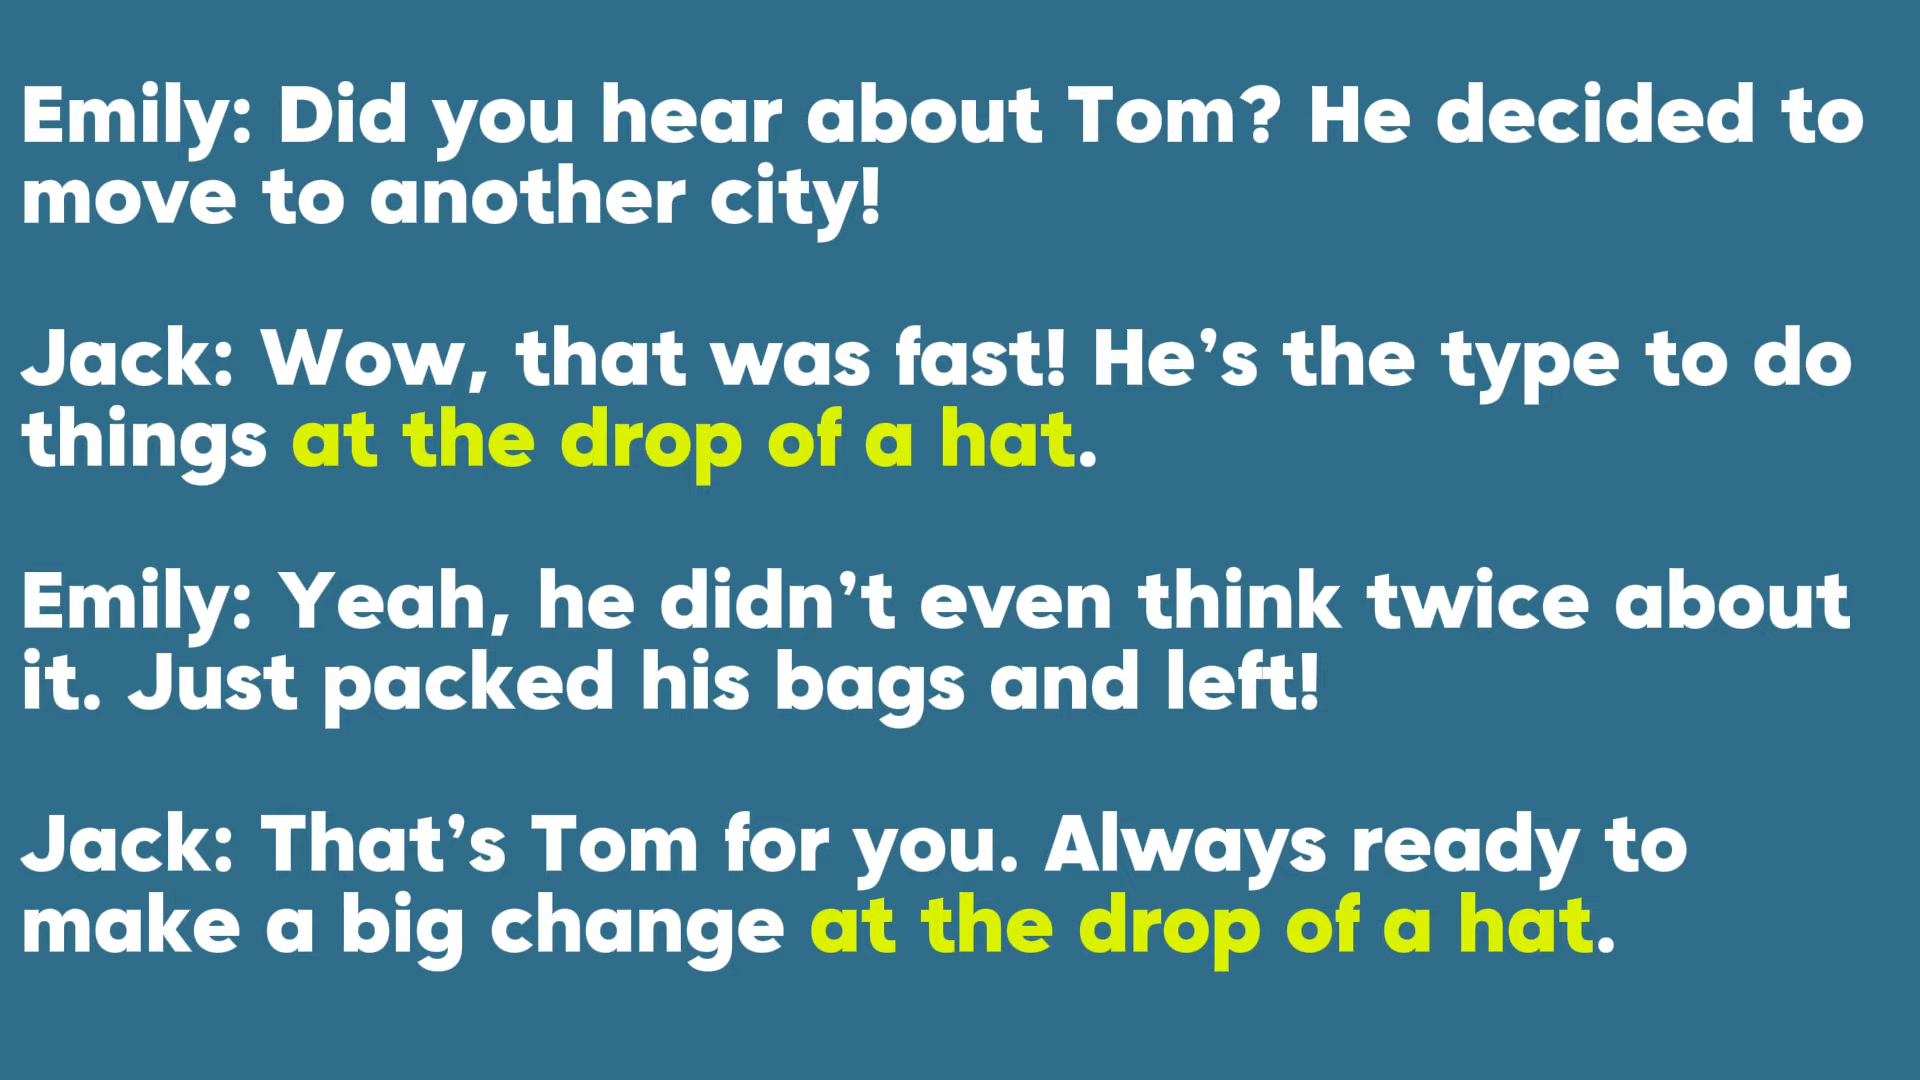 Emily: Did you hear about Tom? He decided to
move to another city!
Jack: Wow, that was fast! He’s the type to do
things at the drop of a hat.
Emily: Yeah, he didn’t even think twice about
it. Just packed his bags and left!
Jack: That’s Tom for you. Always ready to
make a big change at the drop of a hat.